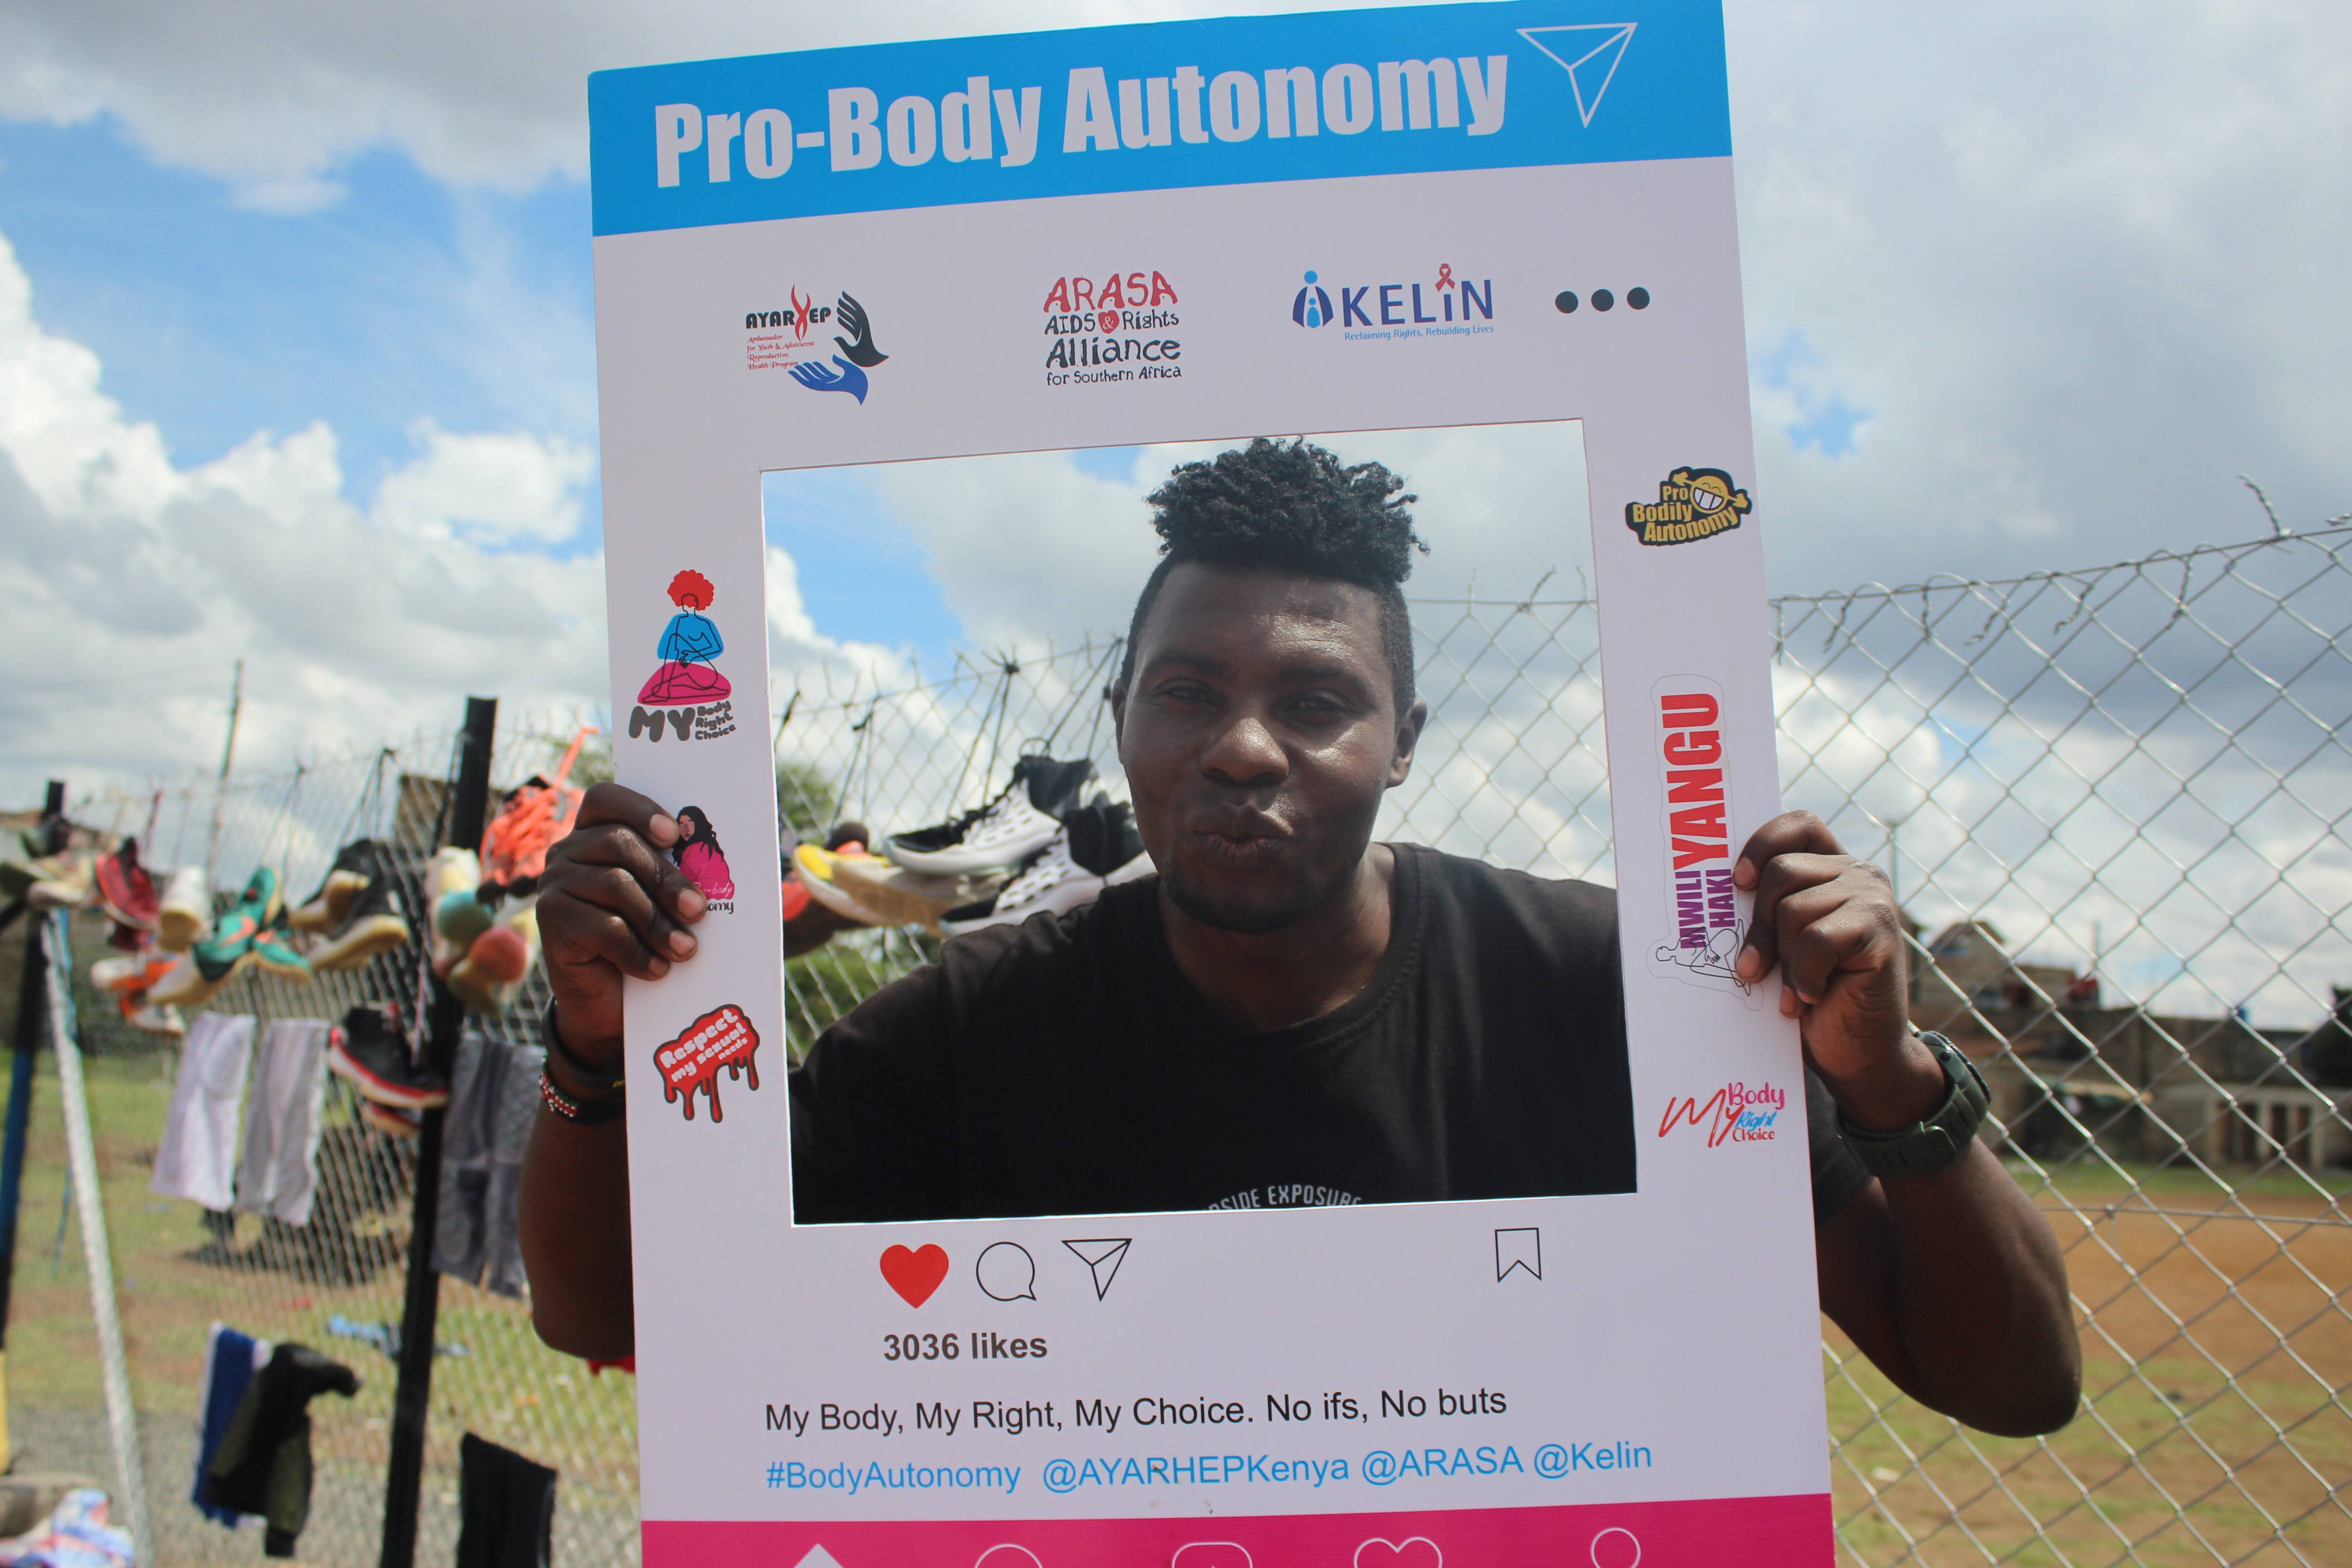 Pro-Body Autonomy
AYARHEP
Ambassador
for Youth & Adolescent
Reproductive
Health Program
ARASA
AIDS & Rights
Alliance
for Southern Africa
KELIN
Reclaiming Rights, Rebuilding Lives
Pro
Bodily
Autonomy
MY Body
Right
Choice
MWILI YANGU
HAKI
Respect
my sexual
needs
My Body
Right
Choice
SIDE EXPOSURE
3036 likes
My Body, My Right, My Choice. No ifs, No buts
#BodyAutonomy @AYARHEPKenya @ARASA @Kelin